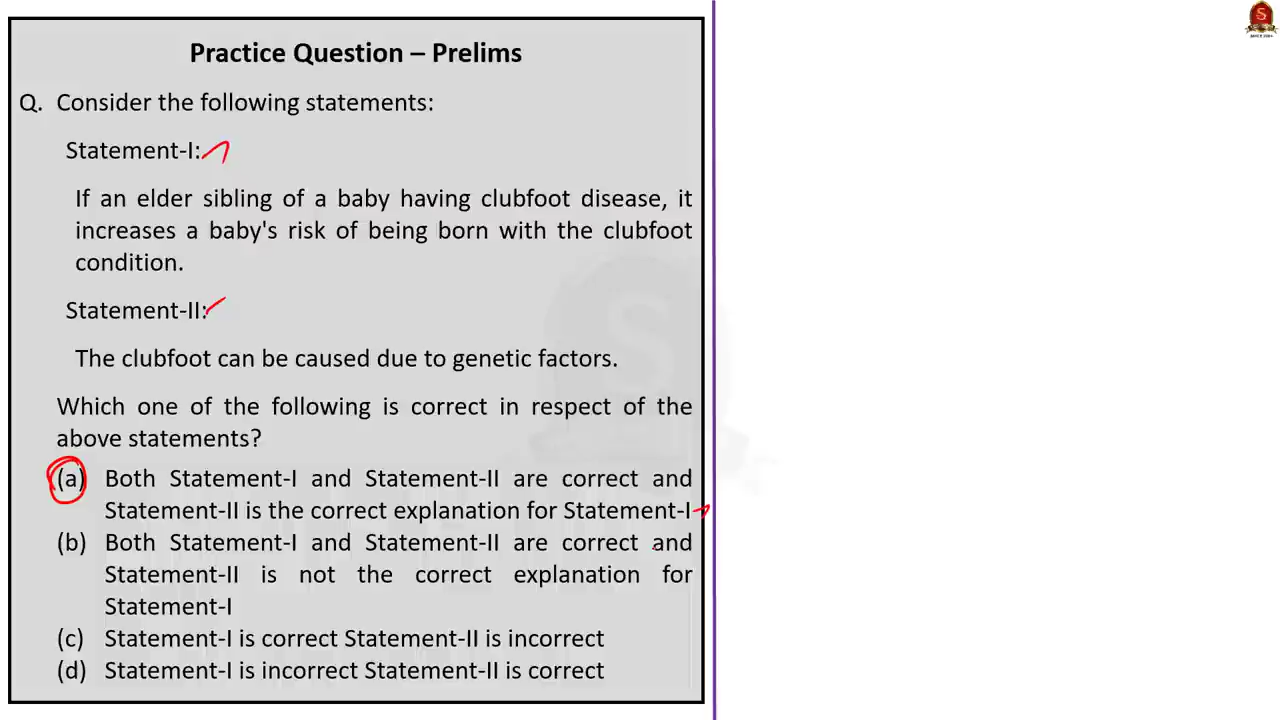 Practice Question – Prelims
Q. Consider the following statements:
Statement-I:
If an elder sibling of a baby having clubfoot disease, it
increases a baby's risk of being born with the clubfoot
condition.
Statement-II:
The clubfoot can be caused due to genetic factors.
Which one of the following is correct in respect of the
above statements?
(a) Both Statement-I and Statement-II are correct and
Statement-II is the correct explanation for Statement-I
(b) Both Statement-I and Statement-II are correct and
Statement-II is not the correct explanation for
Statement-I
(c) Statement-I is correct Statement-II is incorrect
(d) Statement-I is incorrect Statement-II is correct
S